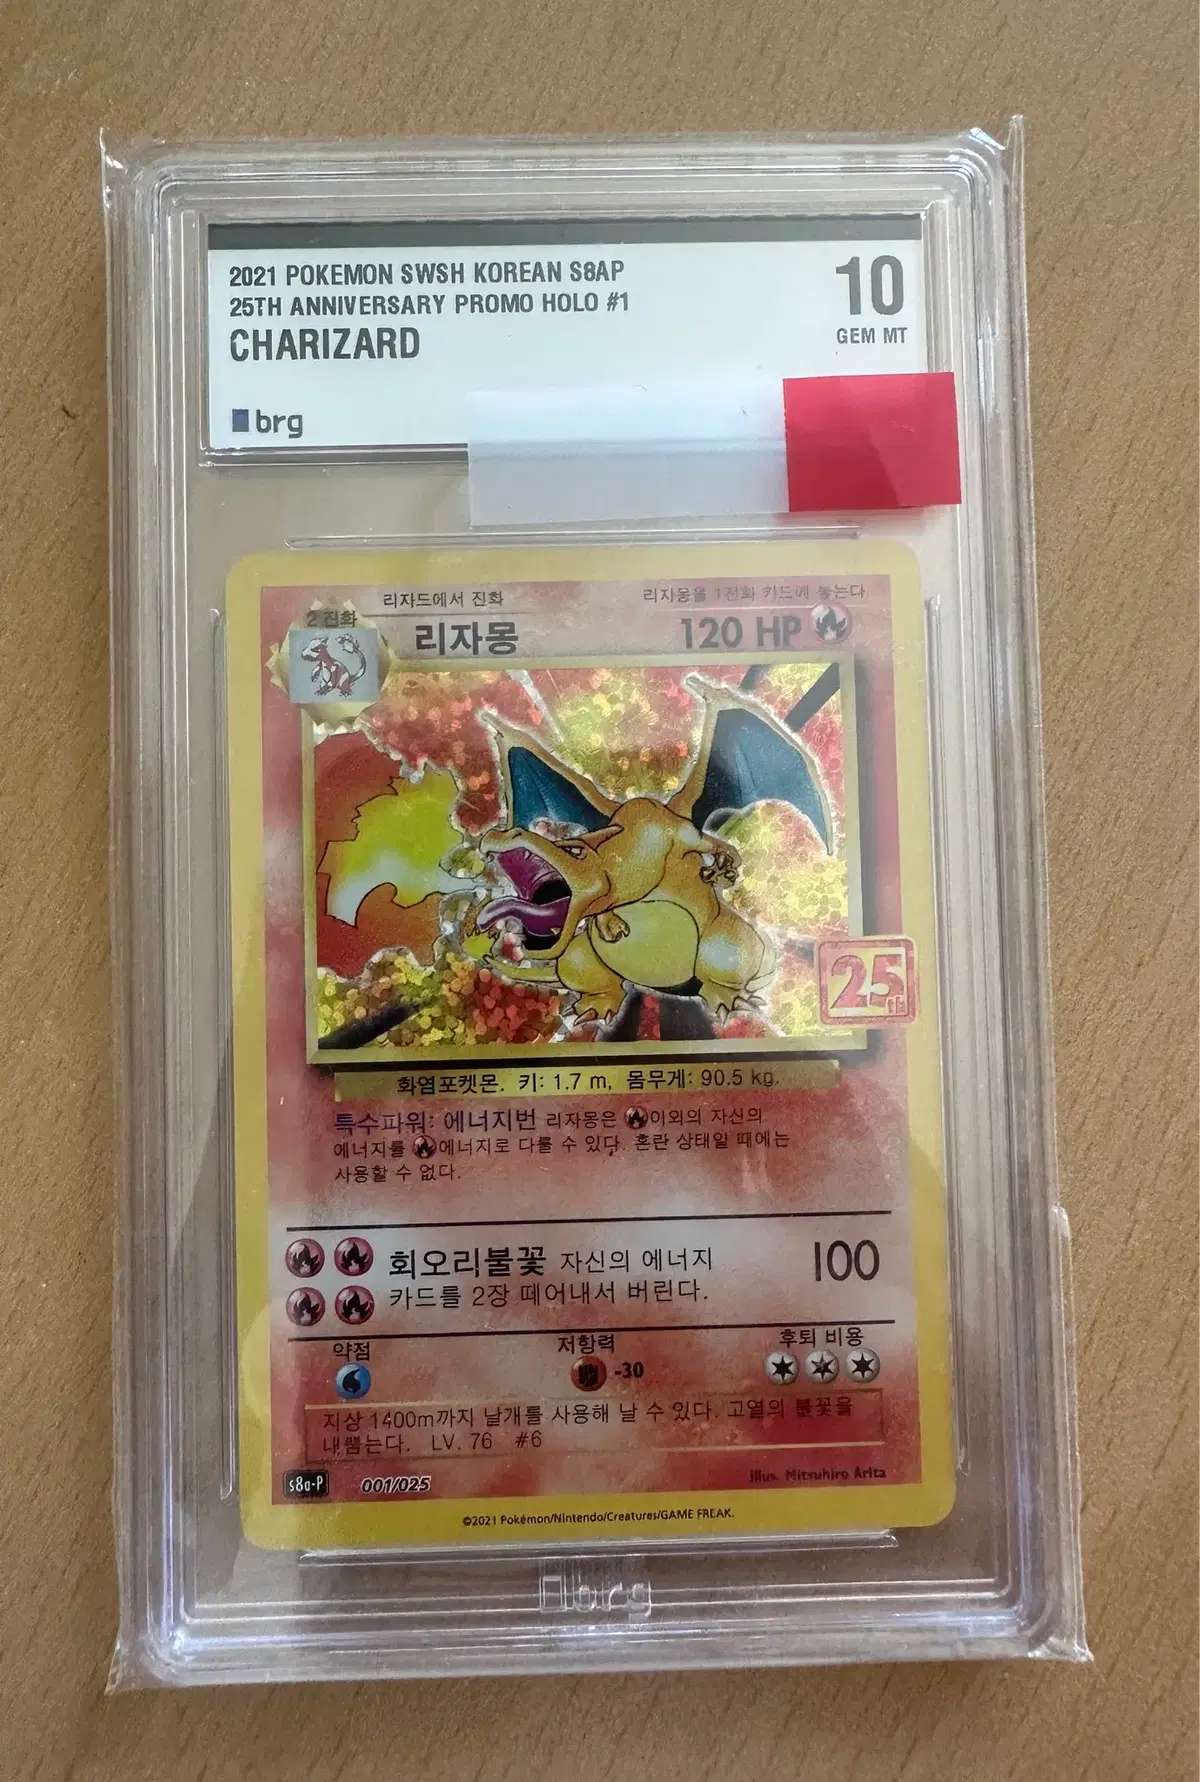 2021 POKEMON SWSH KOREAN S8AP
25TH ANNIVERSARY PROMO HOLO #1
CHARIZARD
10
GEM MT
brg
리자드에서 진화
리자몽을 1진화 카드에 놓는다
2 진화
리자몽
120 HP
25th
화염포켓몬. 키: 1.7 m, 몸무게: 90.5 kg.
특수파워: 에너지번 리자몽은 이외의 자신의
에너지를 에너지로 다룰 수 있다. 혼란 상태일 때에는
사용할 수 없다.
회오리불꽃 자신의 에너지
카드를 2장 떼어내서 버린다.
100
약점
저항력
-30
후퇴 비용
지상 1400m까지 날개를 사용해 날 수 있다. 고열의 불꽃을
내뿜는다. LV. 76 #6
s8a-P
001/025
Illus. Mitsuhiro Arita
©2021 Pokémon/Nintendo/Creatures/GAME FREAK.
brg